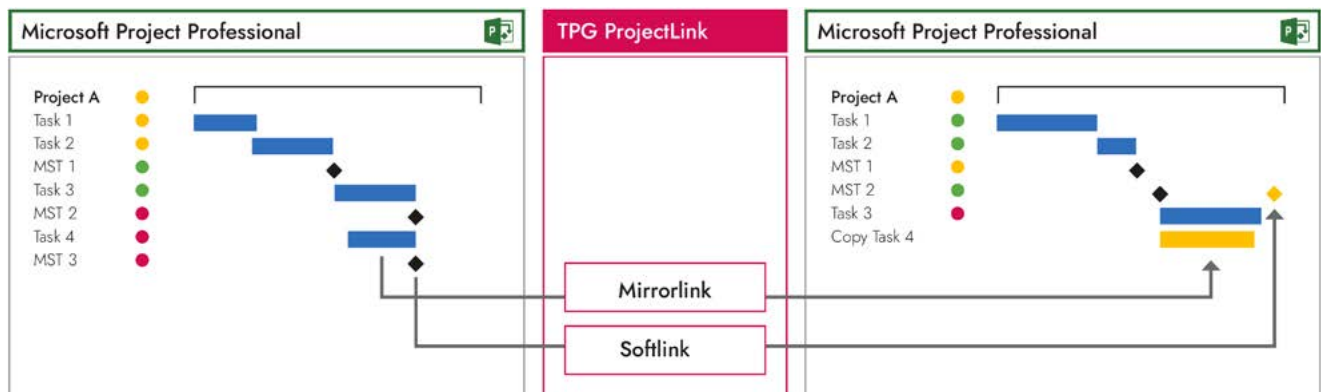 Microsoft Project Professional
P
Project A
Task 1
Task 2
MST 1
Task 3
MST 2
Task 4
MST 3
TPG ProjectLink
Mirrorlink
Softlink
Microsoft Project Professional
P
Project A
Task 1
Task 2
MST 1
MST 2
Task 3
Copy Task 4